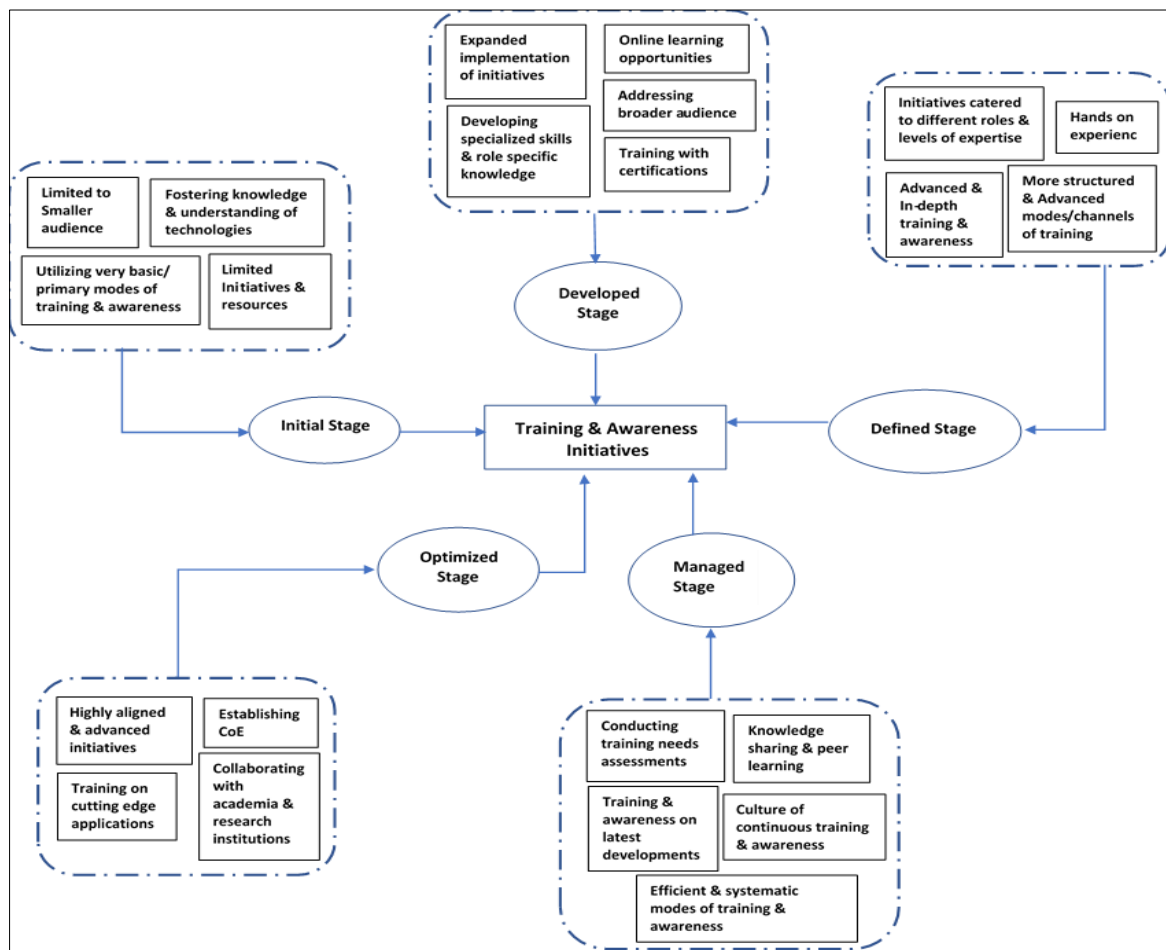 Expanded
implementation
of initiatives
Online learning
opportunities
Addressing
broader audience
Developing
specialized skills
& role specific
knowledge
Training with
certifications
Initiatives catered
to different roles &
levels of expertise
Hands on
experienc
Advanced &
In-depth
training &
awareness
More structured
& Advanced
modes/channels
of training
Limited to
Smaller
audience
Fostering knowledge
& understanding of
technologies
Utilizing very basic/
primary modes of
training & awareness
Limited
Initiatives &
resources
Developed
Stage
Initial Stage
Training & Awareness
Initiatives
Defined Stage
Optimized
Stage
Managed
Stage
Highly aligned
& advanced
initiatives
Establishing
CoE
Training on
cutting edge
applications
Collaborating
with
academia &
research
institutions
Conducting
training needs
assessments
Knowledge
sharing & peer
learning
Training &
awareness on
latest
developments
Culture of
continuous training
& awareness
Efficient & systematic
modes of training &
awareness